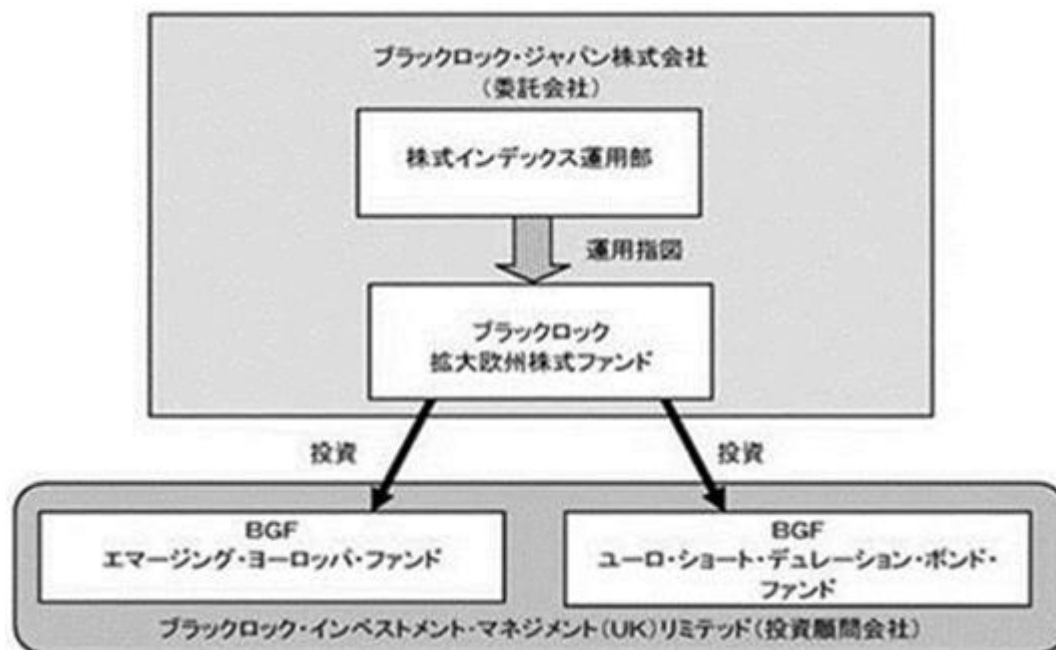 ブラックロック・ジャパン株式会社
(委託会社)
株式インデックス運用部
運用指図
ブラックロック
拡大欧州株式ファンド
投資
投資
BGF
エマージング・ヨーロッパ・ファンド
BGF
ユーロ・ショート・デュレーション・ボンド・
ファンド
ブラックロック・インベストメント・マネジメント(UK)リミテッド(投資顧問会社)